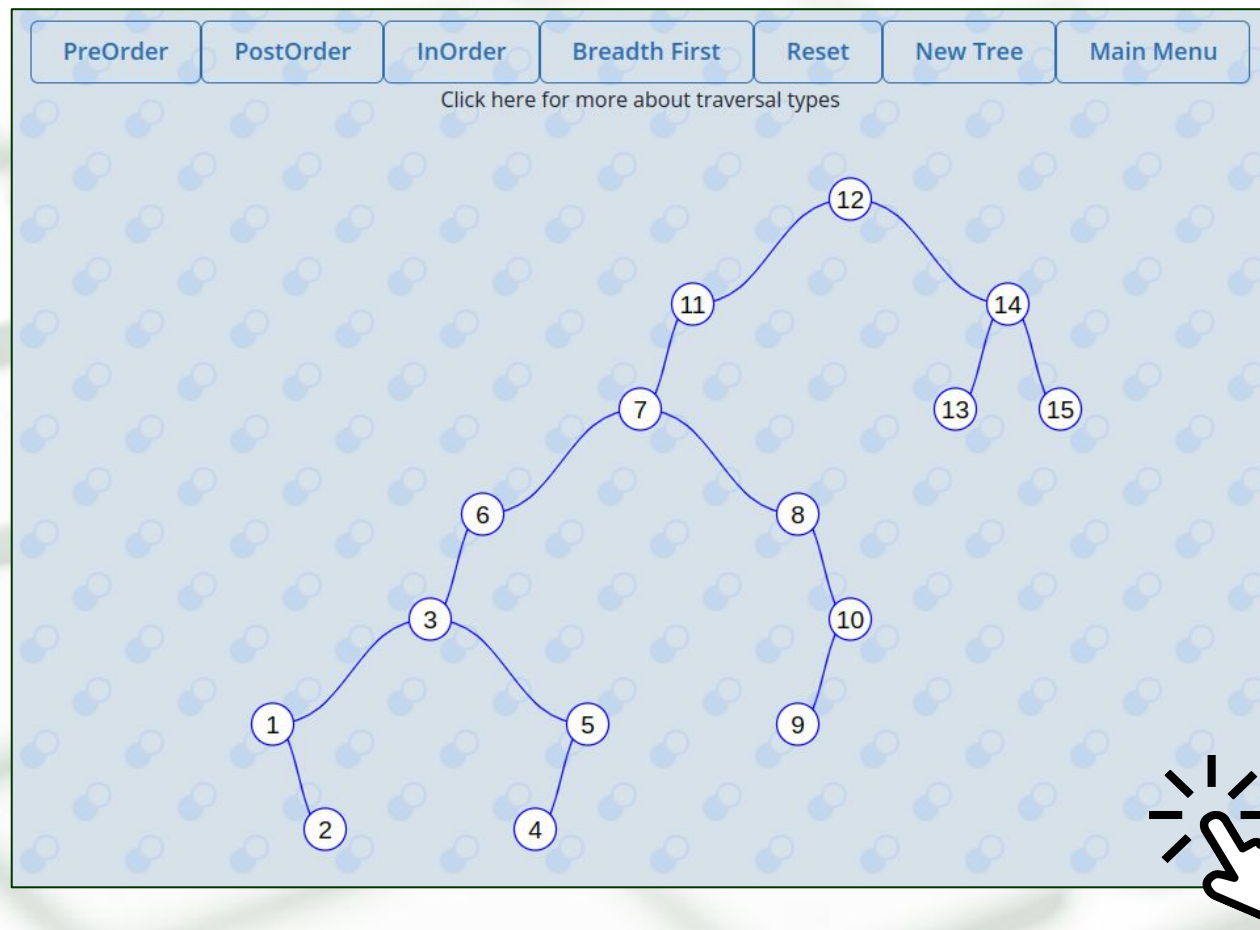 PreOrder PostOrder InOrder Breadth First Reset New Tree Main Menu
Click here for more about traversal types
12
11 14
7 13 15
6 8
3 10
1 5 9
2 4